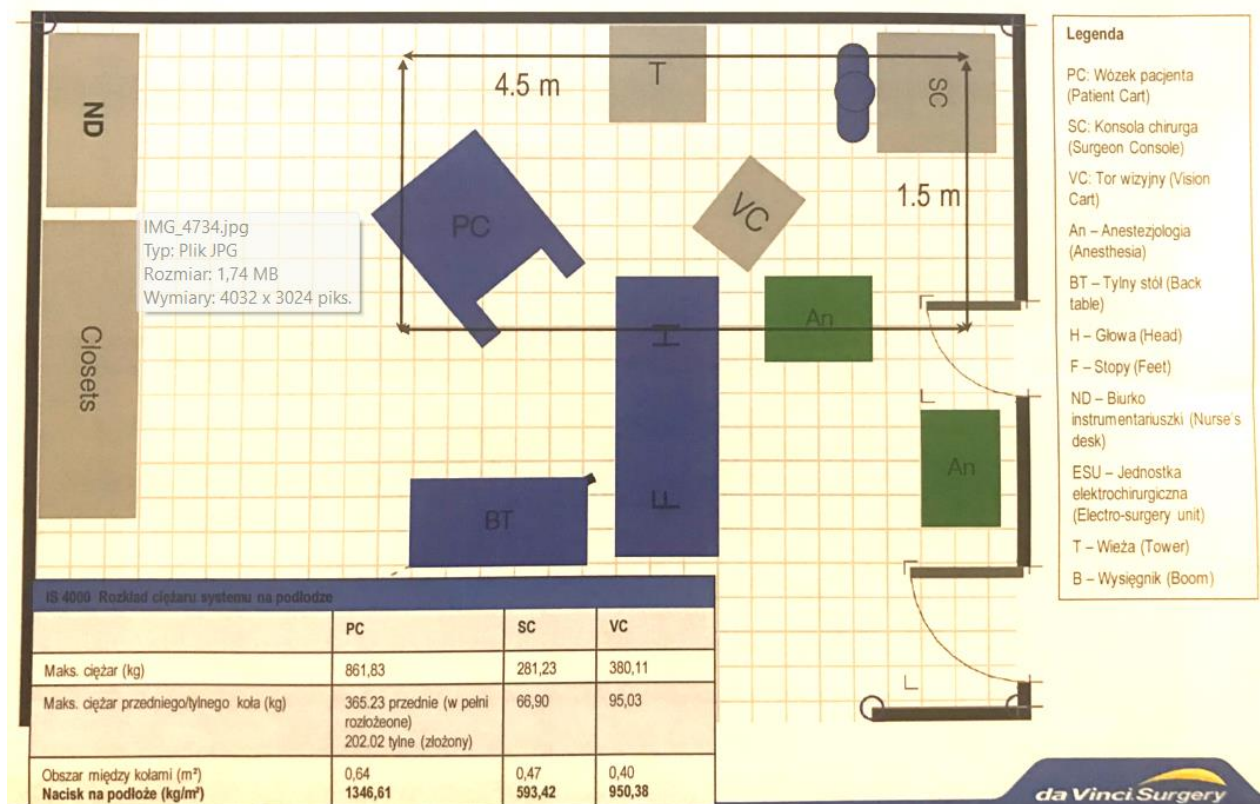 ND
Closets
IMG_4734.jpg
Typ: Plik JPG
Rozmiar: 1,74 MB
Wymiary: 4032 x 3024 piks.
4.5 m
T
SC
1.5 m
PC
VC
An
H
F
BT
An
Legenda
PC: Wózek pacjenta
(Patient Cart)
SC: Konsola chirurga
(Surgeon Console)
VC: Tor wizyjny (Vision
Cart)
An – Anestezjologia
(Anesthesia)
BT – Tylny stół (Back
table)
H – Głowa (Head)
F – Stopy (Feet)
ND – Biurko
instrumentariuszki (Nurse's
desk)
ESU – Jednostka
elektrochirurgiczna
(Electro-surgery unit)
T – Wieża (Tower)
B – Wysięgnik (Boom)
IS 4000 Rozkład ciężaru systemu na podłodze
PC SC VC
Maks. ciężar (kg) 861,83 281,23 380,11
Maks. ciężar przedniego/tylnego koła (kg) 365.23 przednie (w pełni 66,90 95,03
rozłożeone)
202.02 tylne (złożony)
Obszar między kołami (m²) 0,64 0,47 0,40
Nacisk na podłoże (kg/m²) 1346,61 593,42 950,38
da Vinci Surgery